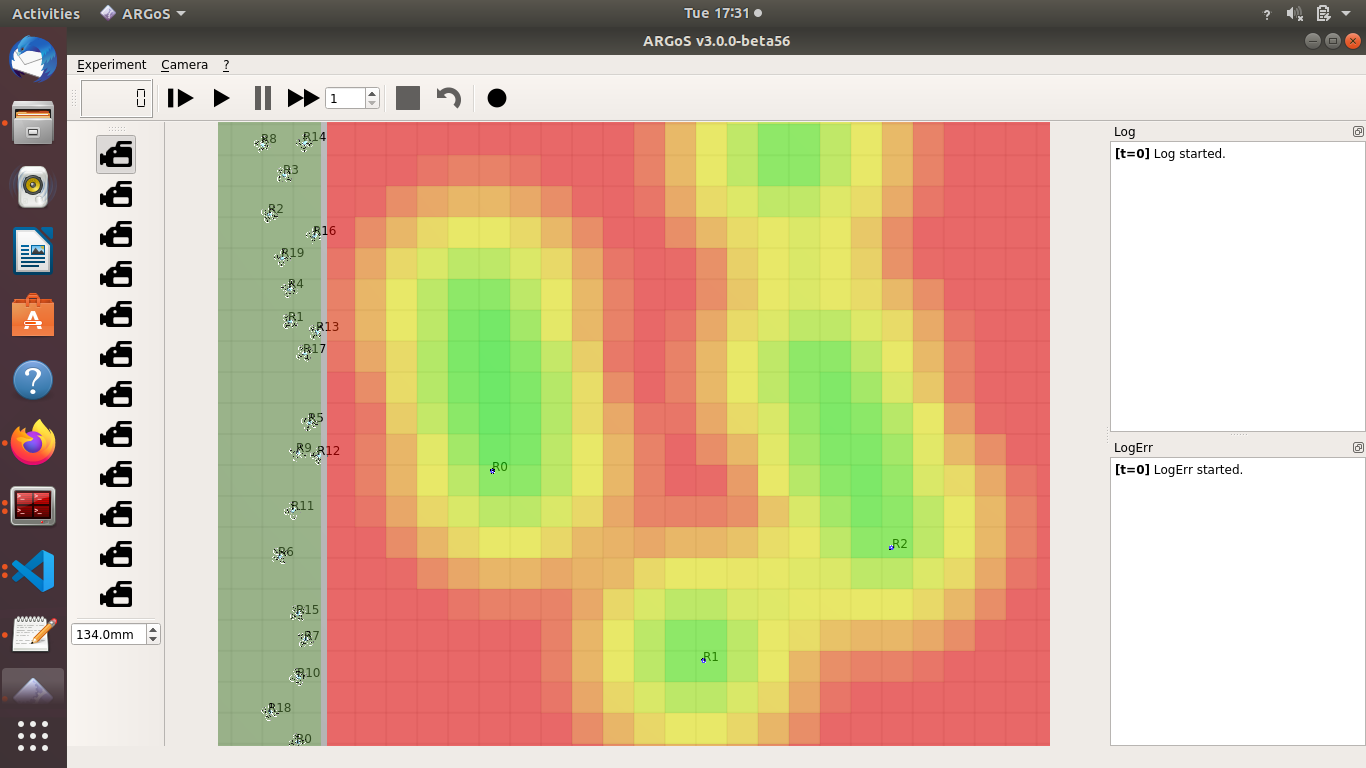 Activities ARGoS Tue 17:31
ARGoS v3.0.0-beta56
Experiment Camera ?
0 1
Log
[t=0] Log started.
LogErr
[t=0] LogErr started.
134.0mm
R8 R14
R3
R2
R16
R19
R4
R1
R13
R17
R5
R9 R12
R0
R11
R2
R6
R15
R7
R1
R10
R18
R0